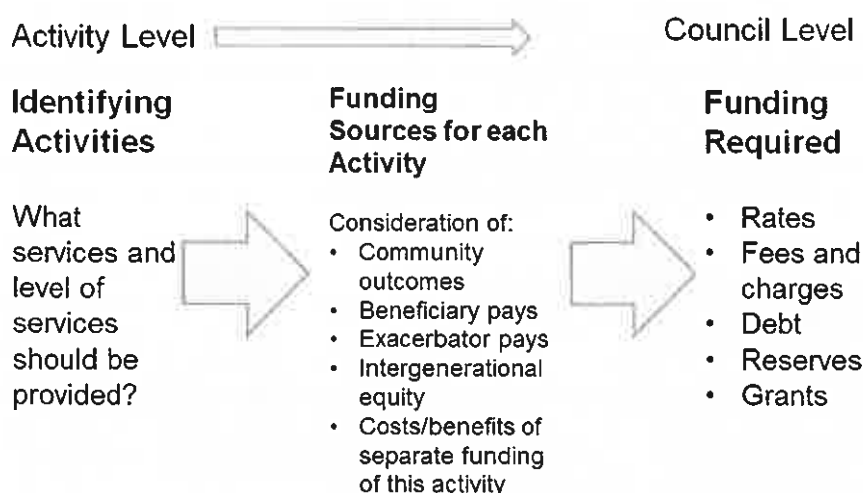 Activity Level
Council Level
Identifying
Activities
What
services and
level of
services
should be
provided?
Funding
Sources for each
Activity
Consideration of:
• Community
outcomes
• Beneficiary pays
• Exacerbator pays
• Intergenerational
equity
• Costs/benefits of
separate funding
of this activity
Funding
Required
• Rates
• Fees and
charges
• Debt
• Reserves
• Grants